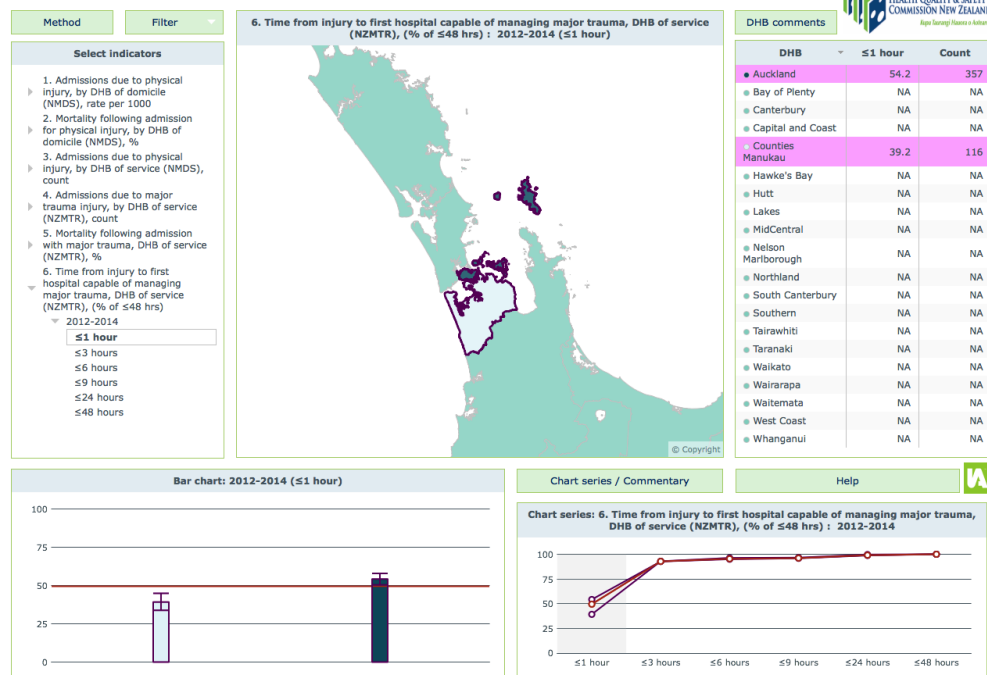 Method
Filter
Select indicators
1. Admissions due to physical
injury, by DHB of domicile
(NMDS), rate per 1000
2. Mortality following admission
for physical injury, by DHB of
domicile (NMDS), %
3. Admissions due to physical
injury, by DHB of service (NMDS),
count
4. Admissions due to major
trauma injury, by DHB of service
(NZMTR), count
5. Mortality following admission
with major trauma, DHB of service
(NZMTR), %
6. Time from injury to first
hospital capable of managing
major trauma, DHB of service
(NZMTR), (% of ≤48 hrs)
2012-2014
≤1 hour
≤3 hours
≤6 hours
≤9 hours
≤24 hours
≤48 hours
6. Time from injury to first hospital capable of managing major trauma, DHB of service
(NZMTR), (% of ≤48 hrs) : 2012-2014 (≤1 hour)
© Copyright
DHB comments
COMMISSION NEW ZEALAND
DHB ≤1 hour Count
Auckland 54.2 357
Bay of Plenty NA NA
Canterbury NA NA
Capital and Coast NA NA
Counties
Manukau 39.2 116
Hawke's Bay NA NA
Hutt NA NA
Lakes NA NA
MidCentral NA NA
Nelson
Marlborough NA NA
Northland NA NA
South Canterbury NA NA
Southern NA NA
Tairawhiti NA NA
Taranaki NA NA
Waikato NA NA
Wairarapa NA NA
Waitemata NA NA
West Coast NA NA
Whanganui NA NA
Bar chart: 2012-2014 (≤1 hour)
100
75
50
25
0
Chart series / Commentary
Help
Chart series: 6. Time from injury to first hospital capable of managing major trauma,
DHB of service (NZMTR), (% of ≤48 hrs) : 2012-2014
100
75
50
25
0
≤1 hour ≤3 hours ≤6 hours ≤9 hours ≤24 hours ≤48 hours